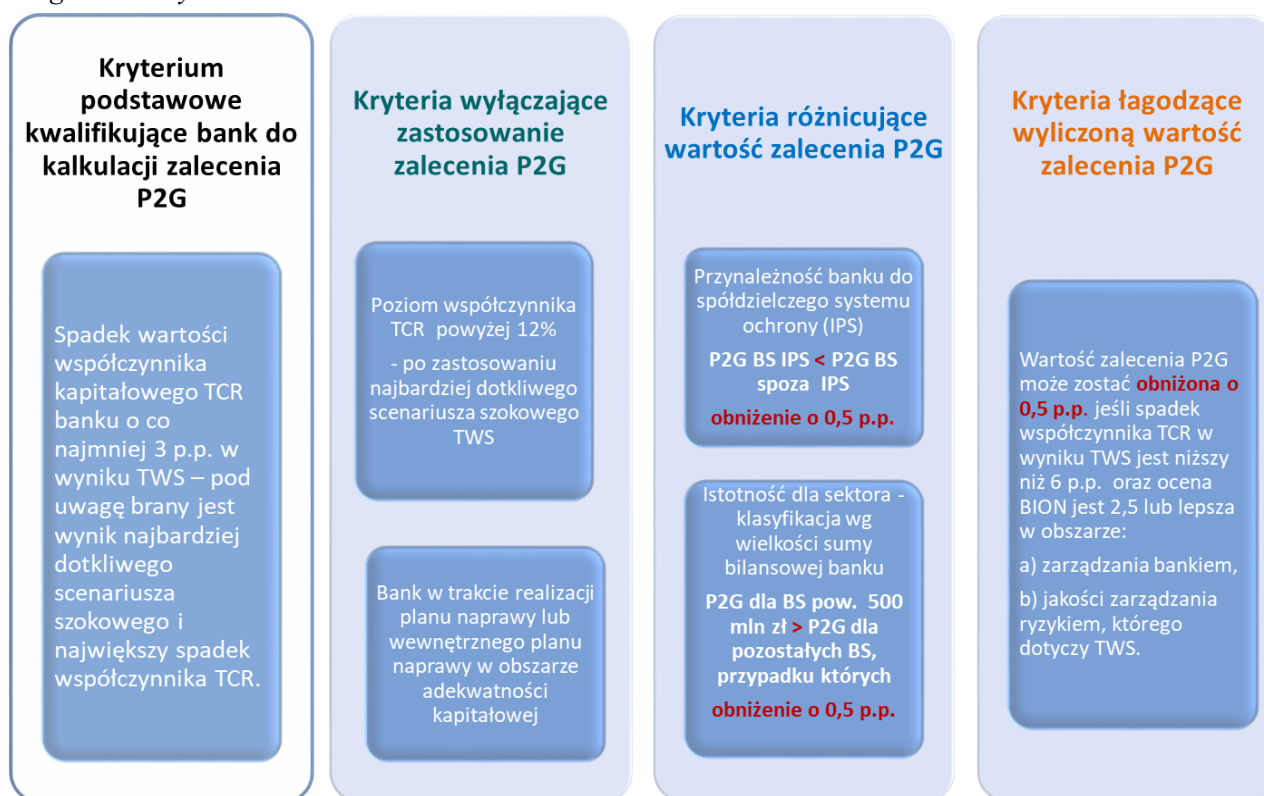 Kryterium
podstawowe
kwalifikujące bank do
kalkulacji zalecenia
P2G
Spadek wartości
współczynnika
kapitałowego TCR
banku o co
najmniej 3 p.p. w
wyniku TWS – pod
uwagę brany jest
wynik najbardziej
dotkliwego
scenariusza
szokowego i
największy spadek
współczynnika TCR.
Kryteria wyłączające
zastosowanie
zalecenia P2G
Poziom współczynnika
TCR powyżej 12%
- po zastosowaniu
najbardziej dotkliwego
scenariusza szokowego
TWS
Bank w trakcie realizacji
planu naprawy lub
wewnętrznego planu
naprawy w obszarze
adekwatności
kapitałowej
Kryteria różnicujące
wartość zalecenia P2G
Przynależność banku do
spółdzielczego systemu
ochrony (IPS)
P2G BS IPS < P2G BS
spoza IPS
obniżenie o 0,5 p.p.
Istotność dla sektora -
klasyfikacja wg
wielkości sumy
bilansowej banku
P2G dla BS pow. 500
mln zł > P2G dla
pozostałych BS,
przypadku których
obniżenie o 0,5 p.p.
Kryteria łagodzące
wyliczoną wartość
zalecenia P2G
Wartość zalecenia P2G
może zostać obniżona o
0,5 p.p. jeśli spadek
współczynnika TCR w
wyniku TWS jest niższy
niż 6 p.p. oraz ocena
BION jest 2,5 lub lepsza
w obszarze:
a) zarządzania bankiem,
b) jakości zarządzania
ryzykiem, którego
dotyczy TWS.